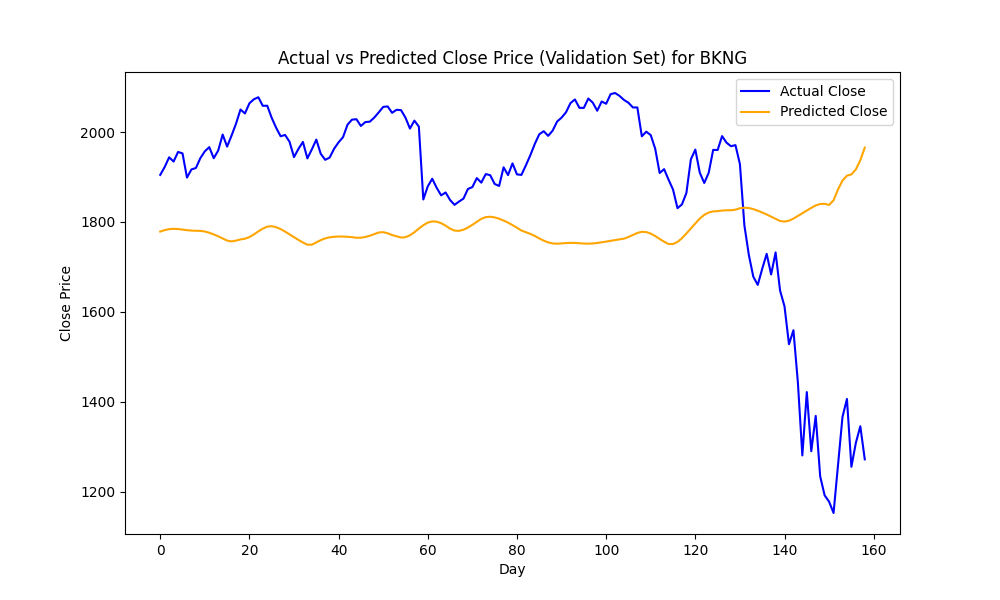 Actual vs Predicted Close Price (Validation Set) for BKNG
Actual Close
Predicted Close
Close Price
2000
1800
1600
1400
1200
0 20 40 60 80 100 120 140 160
Day